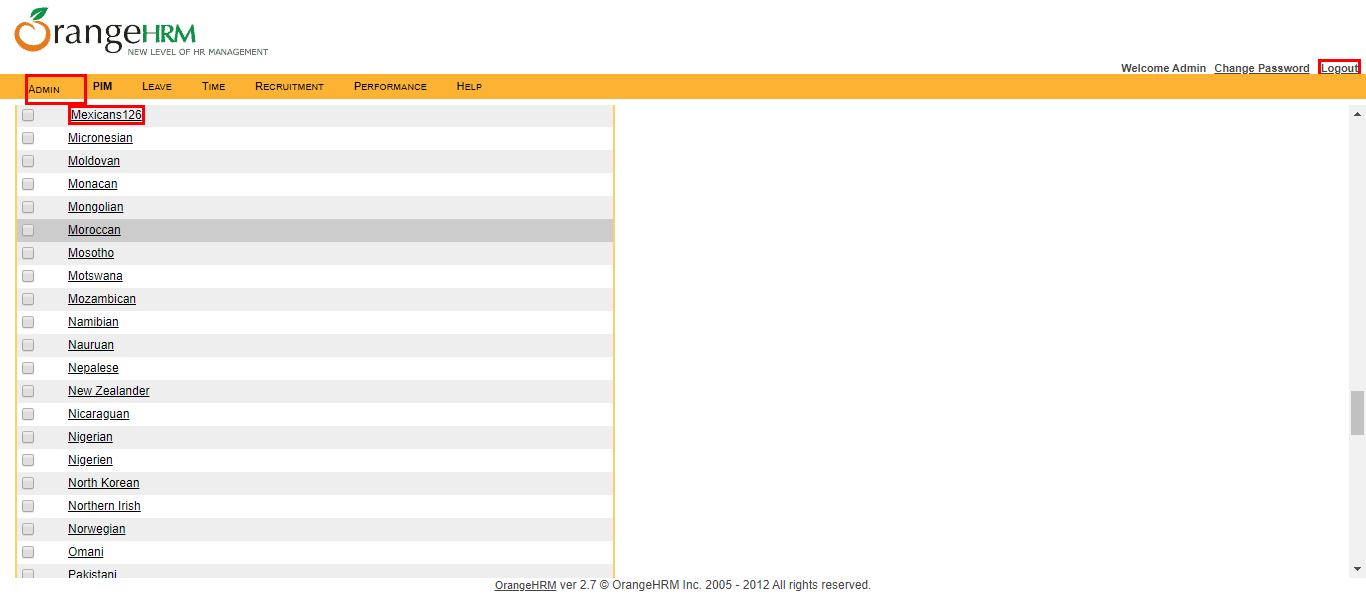 OrangeHRM
NEW LEVEL OF HR MANAGEMENT
Welcome Admin Change Password Logout
Admin PIM Leave Time Recruitment Performance Help
Mexicans126
Micronesian
Moldovan
Monacan
Mongolian
Moroccan
Mosotho
Motswana
Mozambican
Namibian
Nauruan
Nepalese
New Zealander
Nicaraguan
Nigerian
Nigerien
North Korean
Northern Irish
Norwegian
Omani
Pakistani
OrangeHRM ver 2.7 © OrangeHRM Inc. 2005 - 2012 All rights reserved.